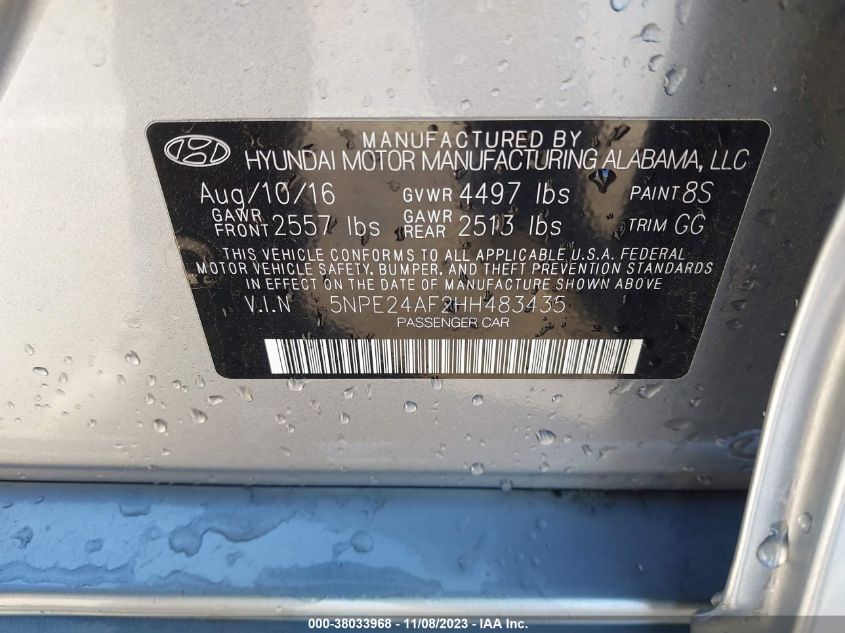 MANUFACTURED BY
HYUNDAI MOTOR MANUFACTURING ALABAMA, LLC
Aug/10/16 GVWR 4497 lbs PAINT 8S
GAWR FRONT 2557 lbs GAWR REAR 2513 lbs TRIM GG
THIS VEHICLE CONFORMS TO ALL APPLICABLE U.S.A. FEDERAL
MOTOR VEHICLE SAFETY, BUMPER, AND THEFT PREVENTION STANDARDS
IN EFFECT ON THE DATE OF MANUFACTURE SHOWN ABOVE
V.I.N 5NPE24AF2HH483435
PASSENGER CAR
000-38033968 - 11/08/2023 - IAA Inc.